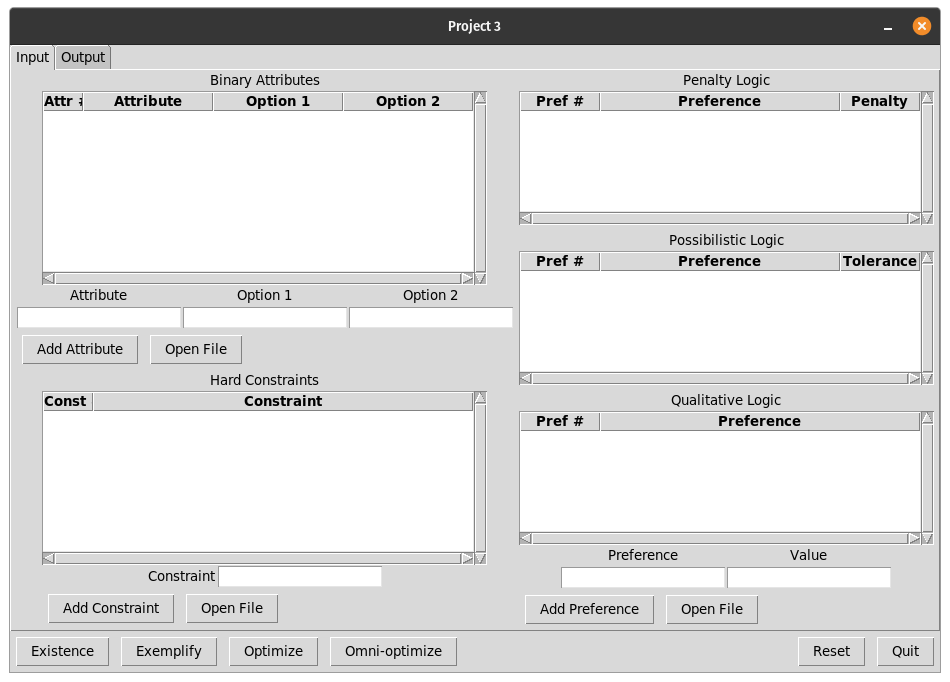 Project 3
Input Output
Binary Attributes
Attr # Attribute Option 1 Option 2
Attribute Option 1 Option 2
Add Attribute Open File
Hard Constraints
Const Constraint
Constraint
Add Constraint Open File
Penalty Logic
Pref # Preference Penalty
Possibilistic Logic
Pref # Preference Tolerance
Qualitative Logic
Pref # Preference
Preference Value
Add Preference Open File
Existence Exemplify Optimize Omni-optimize Reset Quit